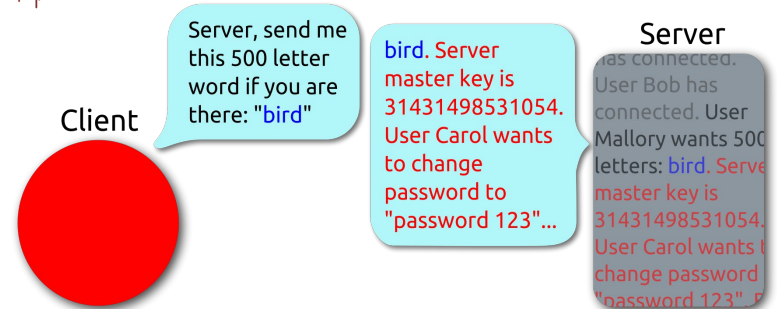 Client
Server, send me
this 500 letter
word if you are
there: "bird"
bird. Server
master key is
31431498531054.
User Carol wants
to change
password to
"password 123"...
Server
has connected.
User Bob has
connected. User
Mallory wants 500
letters: bird. Serve
master key is
31431498531054.
User Carol wants t
change password
"password 123".